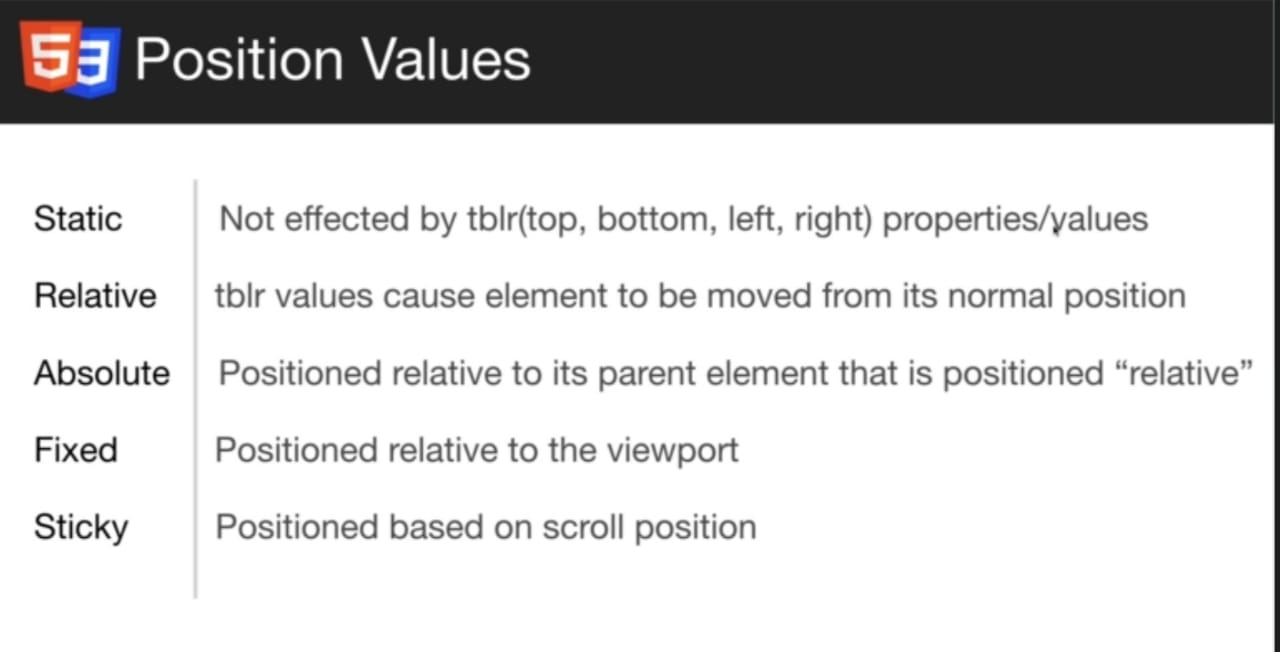 53 Position Values
Static Not effected by tblr(top, bottom, left, right) properties/values
Relative tblr values cause element to be moved from its normal position
Absolute Positioned relative to its parent element that is positioned “relative”
Fixed Positioned relative to the viewport
Sticky Positioned based on scroll position